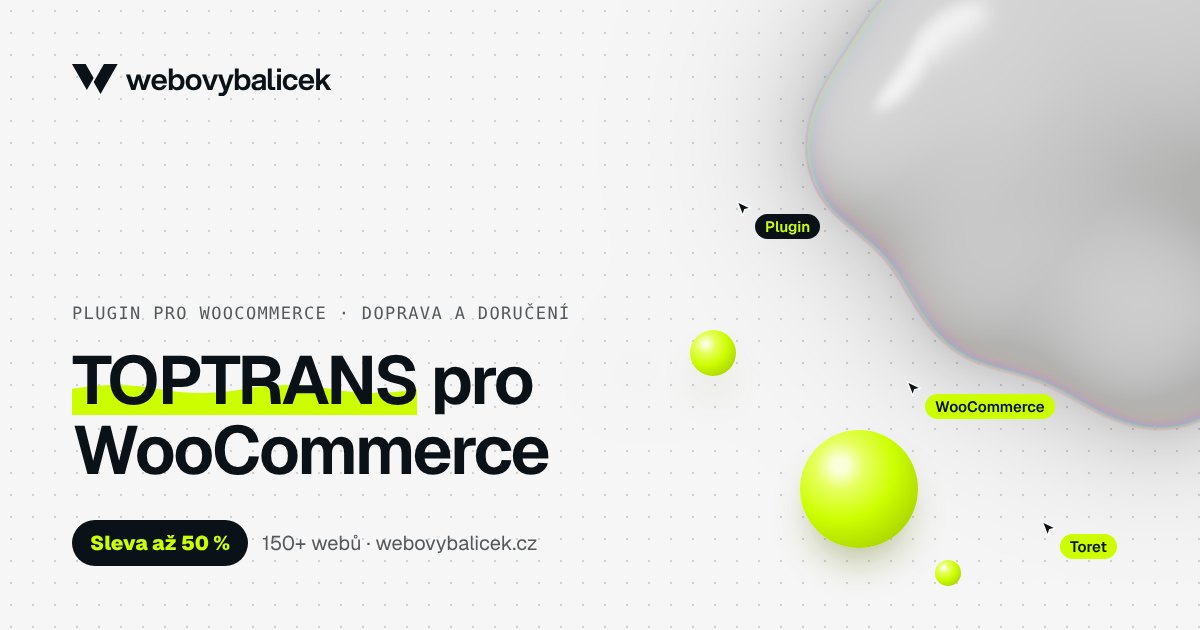 webovybalicek
Plugin
PLUGIN PRO WOOCOMMERCE · DOPRAVA A DORUČENÍ
TOPTRANS pro
WooCommerce
WooCommerce
Sleva až 50 %
150+ webů · webovybalicek.cz
Toret